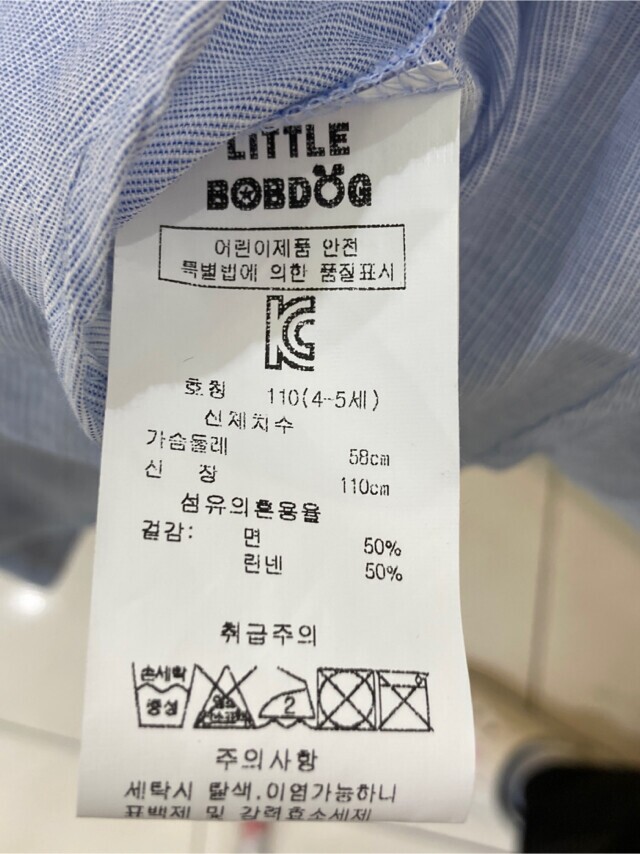 LITTLE
BOBDOG
어린이제품 안전
특별법에 의한 품질표시
KC
호칭 110(4-5세)
신체치수
가슴둘레 58cm
신 장 110cm
섬유의혼용율
겉감: 면 50%
린넨 50%
취급주의
손세탁
중성
2
주의사항
세탁시 탈색.이염가능하니
표백제 및 강력효소세제